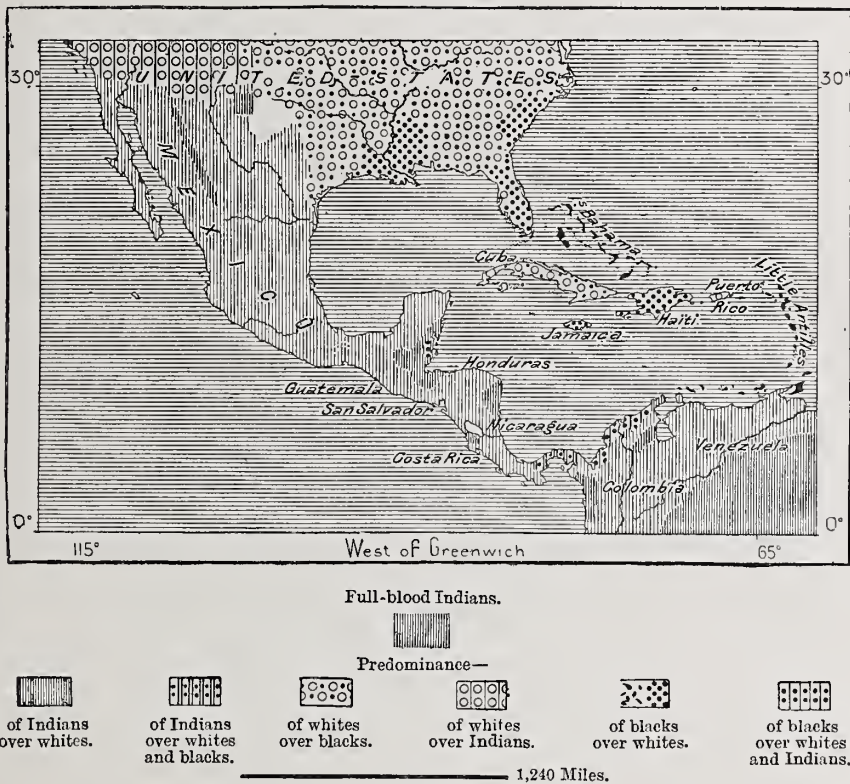 30°
UNITED STATES
30°
MEXICO
s Bahama
Cuba
Puerto
Rico
Little Antilles
Haïti
Jamaica
Honduras
Guatemala
San Salvador
Nicaragua
Costa Rica
Venezuela
Colombia
0°
0°
115°
West of Greenwich
65°
Full-blood Indians.
Predominance—
of Indians
over whites.
of Indians
over whites
and blacks.
of whites
over blacks.
of whites
over Indians.
of blacks
over whites.
of blacks
over whites
and Indians.
1,240 Miles.